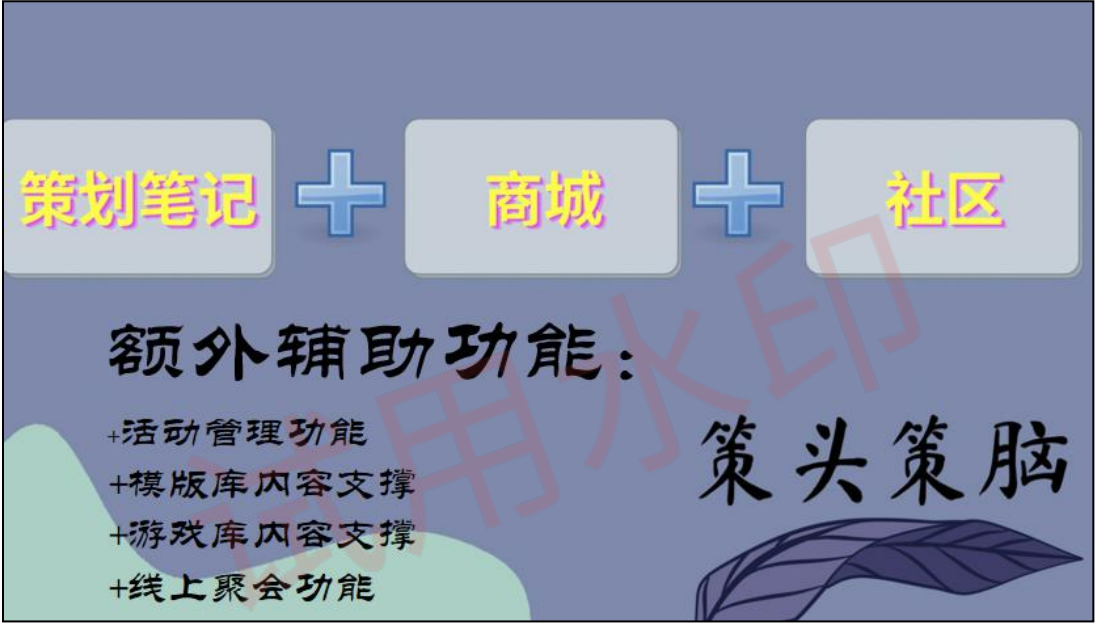 策划笔记 商城 社区
额外辅助功能：
+活动管理功能
+模版库内容支撑
+游戏库内容支撑
+线上聚会功能
策头策脑
试用水印